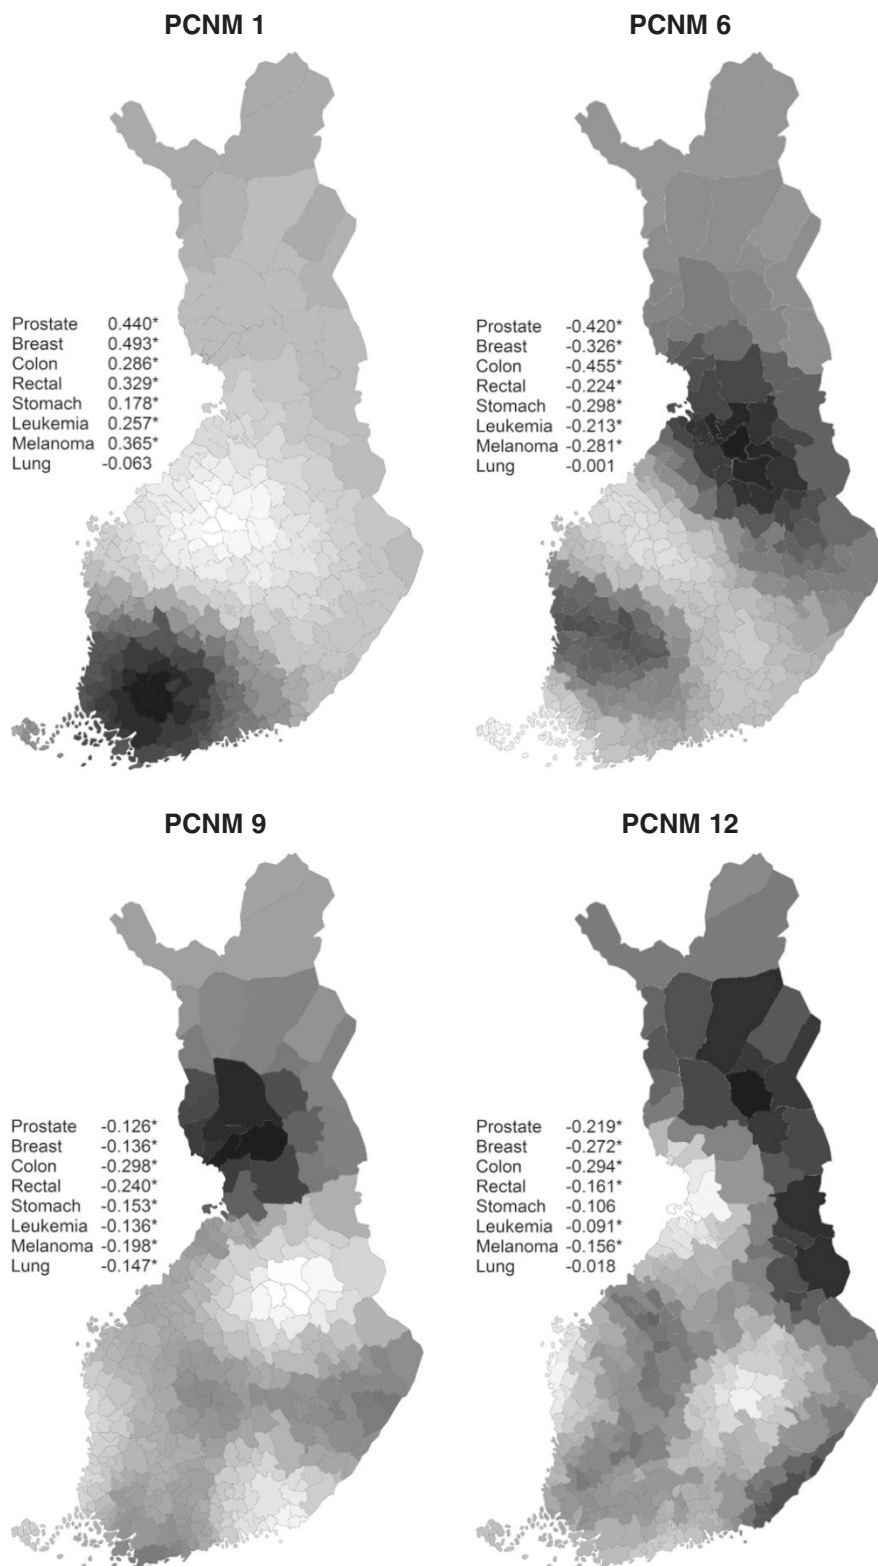 PCNM 1
Prostate 0.440*
Breast 0.493*
Colon 0.286*
Rectal 0.329*
Stomach 0.178*
Leukemia 0.257*
Melanoma 0.365*
Lung -0.063
PCNM 6
Prostate -0.420*
Breast -0.326*
Colon -0.455*
Rectal -0.224*
Stomach -0.298*
Leukemia -0.213*
Melanoma -0.281*
Lung -0.001
PCNM 9
Prostate -0.126*
Breast -0.136*
Colon -0.298*
Rectal -0.240*
Stomach -0.153*
Leukemia -0.136*
Melanoma -0.198*
Lung -0.147*
PCNM 12
Prostate -0.219*
Breast -0.272*
Colon -0.294*
Rectal -0.161*
Stomach -0.106
Leukemia -0.091*
Melanoma -0.156*
Lung -0.018